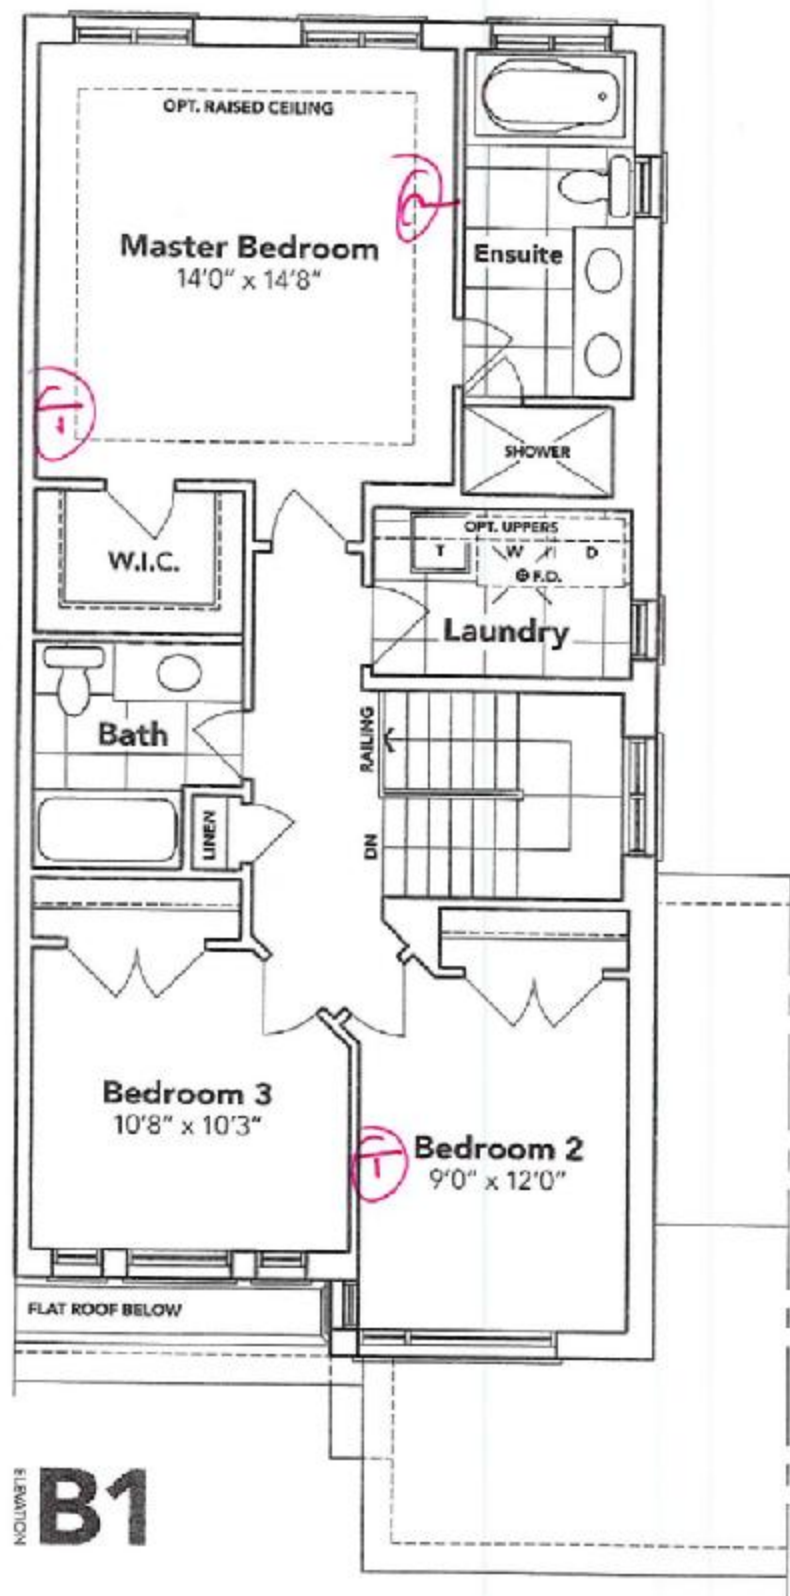 OPT. RAISED CEILING
Master Bedroom
14'0" x 14'8"
Ensuite
SHOWER
W.I.C.
OPT. UPPERS
T W D
F.D.
Laundry
Bath
RAILING
LINEN
DN
Bedroom 3
10'8" x 10'3"
Bedroom 2
9'0" x 12'0"
FLAT ROOF BELOW
ELEVATION
B1